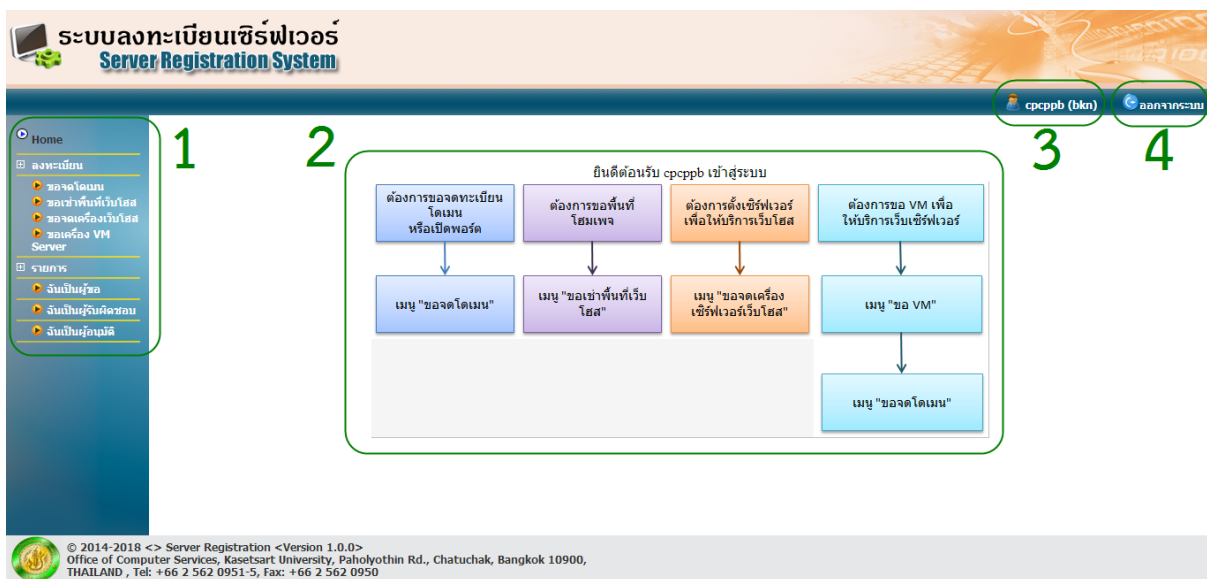 ระบบลงทะเบียนเซิร์ฟเวอร์
Server Registration System
cpcppb (bkn)
ออกจากระบบ
1
2
3
4
Home
ลงทะเบียน
ขอจดโดเมน
ขอเช่าพื้นที่เว็บโฮส
ขอจดเครื่องเว็บโฮส
ขอเครื่อง VM
Server
รายการ
ฉันเป็นผู้ขอ
ฉันเป็นผู้รับผิดชอบ
ฉันเป็นผู้อนุมัติ
ยินดีต้อนรับ cpcppb เข้าสู่ระบบ
ต้องการขอจดทะเบียน
โดเมน
หรือเปิดพอร์ต
ต้องการขอพื้นที่
โฮมเพจ
ต้องการตั้งเซิร์ฟเวอร์
เพื่อให้บริการเว็บโฮส
ต้องการขอ VM เพื่อ
ให้บริการเว็บเซิร์ฟเวอร์
เมนู "ขอจดโดเมน"
เมนู "ขอเช่าพื้นที่เว็บ
โฮส"
เมนู "ขอจดเครื่อง
เซิร์ฟเวอร์เว็บโฮส"
เมนู "ขอ VM"
เมนู "ขอจดโดเมน"
© 2014-2018 <> Server Registration <Version 1.0.0>
Office of Computer Services, Kasetsart University, Paholyothin Rd., Chatuchak, Bangkok 10900,
THAILAND , Tel: +66 2 562 0951-5, Fax: +66 2 562 0950